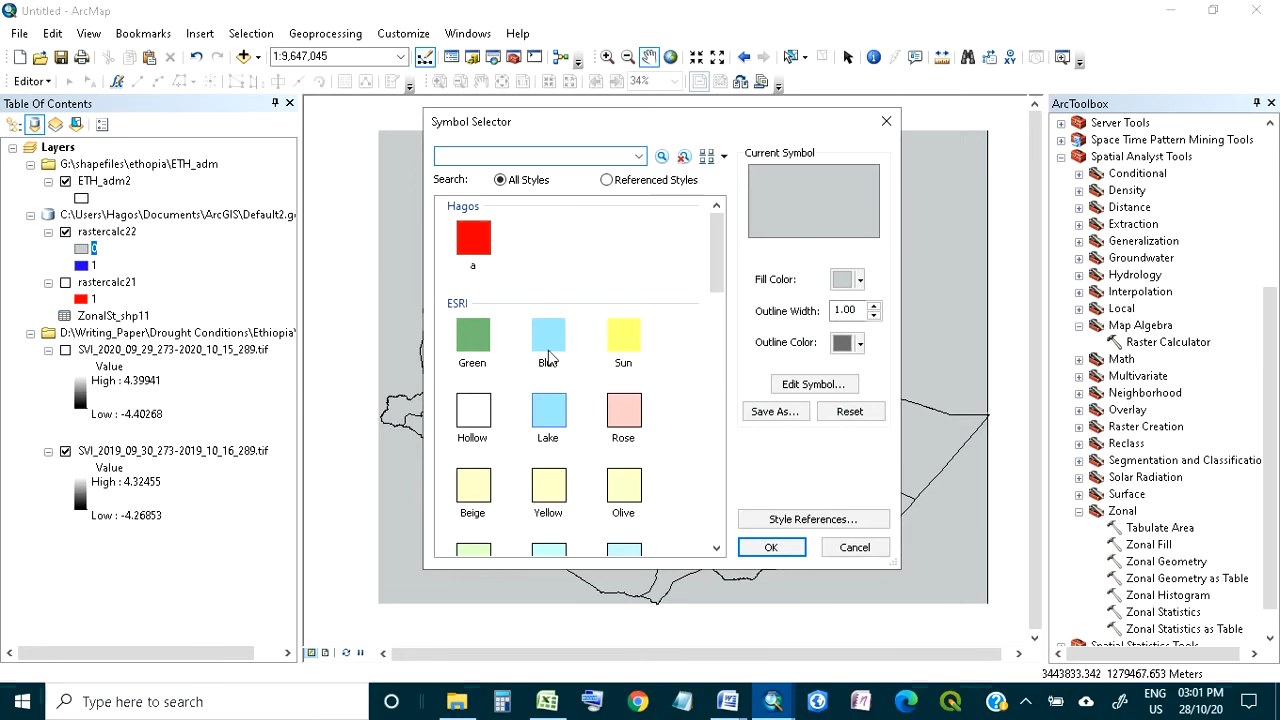 Untitled - ArcMap
File Edit View Bookmarks Insert Selection Geoprocessing Customize Windows Help
1:9,647,045
Editor
34%
Table Of Contents
Layers
G:\shapefiles\ethopia\ETH_adm
ETH_adm2
C:\Users\Hagos\Documents\ArcGIS\Default2.g
rastercalc22
0
1
rastercalc21
1
ZonalSt_shp11
D:\Writing_Paper\Drought Conditions\Ethiopia
SVI_2020_09_29_273-2020_10_15_289.tif
Value
High : 4.39941
Low : -4.40268
SVI_2019_09_30_273-2019_10_16_289.tif
Value
High : 4.32455
Low : -4.26853
Symbol Selector
Search: All Styles Referenced Styles
Hagos
a
ESRI
Green Blue Sun
Hollow Lake Rose
Beige Yellow Olive
Current Symbol
Fill Color:
Outline Width: 1.00
Outline Color:
Edit Symbol...
Save As... Reset
Style References...
OK Cancel
ArcToolbox
Server Tools
Space Time Pattern Mining Tools
Spatial Analyst Tools
Conditional
Density
Distance
Extraction
Generalization
Groundwater
Hydrology
Interpolation
Local
Map Algebra
Raster Calculator
Math
Multivariate
Neighborhood
Overlay
Raster Creation
Reclass
Segmentation and Classificatio
Solar Radiation
Surface
Zonal
Tabulate Area
Zonal Fill
Zonal Geometry
Zonal Geometry as Table
Zonal Histogram
Zonal Statistics
Zonal Statistics as Table
Spatial Statistics Tools
3443833.342 1279467.653 Meters
Type here to search
ENG
US
03:01 PM
28/10/20